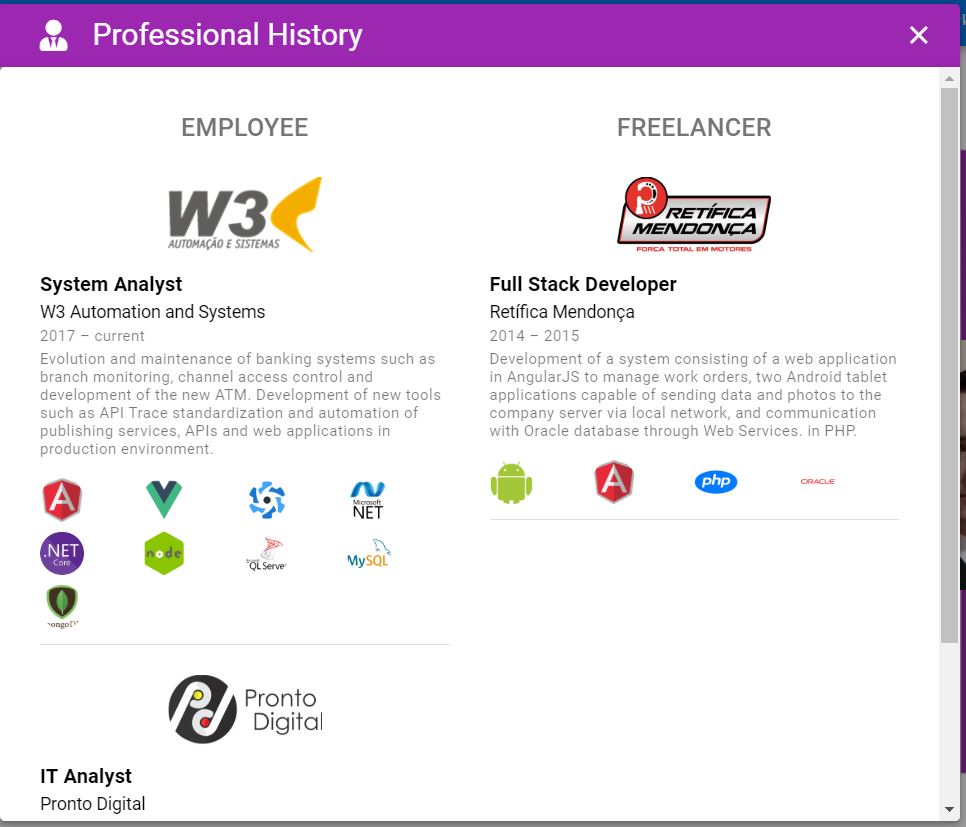 Professional History
EMPLOYEE
W3
AUTOMAÇÃO E SISTEMAS
System Analyst
W3 Automation and Systems
2017 – current
Evolution and maintenance of banking systems such as
branch monitoring, channel access control and
development of the new ATM. Development of new tools
such as API Trace standardization and automation of
publishing services, APIs and web applications in
production environment.
A
Microsoft
.NET
.NET
Core
node
QL Server
MySQL
ongoD
Pronto
Digital
IT Analyst
Pronto Digital
FREELANCER
RETÍFICA
MENDONÇA
FORÇA TOTAL EM MOTORES
Full Stack Developer
Retífica Mendonça
2014 – 2015
Development of a system consisting of a web application
in AngularJS to manage work orders, two Android tablet
applications capable of sending data and photos to the
company server via local network, and communication
with Oracle database through Web Services. in PHP.
A
php
ORACLE